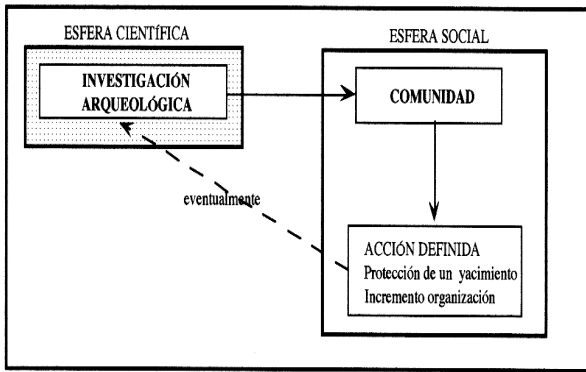 ESFERA CIENTÍFICA
INVESTIGACIÓN
ARQUEOLÓGICA
ESFERA SOCIAL
COMUNIDAD
eventualmente
ACCIÓN DEFINIDA
Protección de un yacimiento
Incremento organización